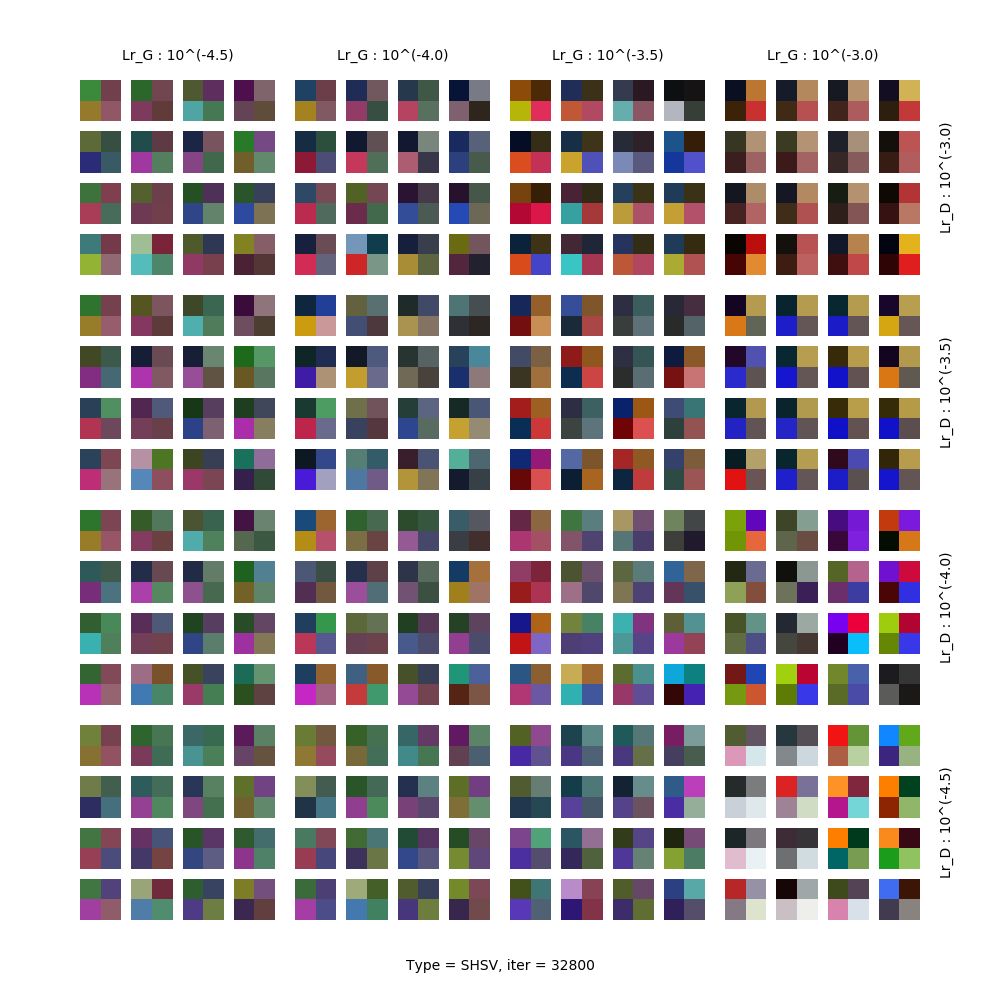 Lr_G : 10^(-4.5)
Lr_G : 10^(-4.0)
Lr_G : 10^(-3.5)
Lr_G : 10^(-3.0)
Lr_D : 10^(-3.0)
Lr_D : 10^(-3.5)
Lr_D : 10^(-4.0)
Lr_D : 10^(-4.5)
Type = SHSV, iter = 32800